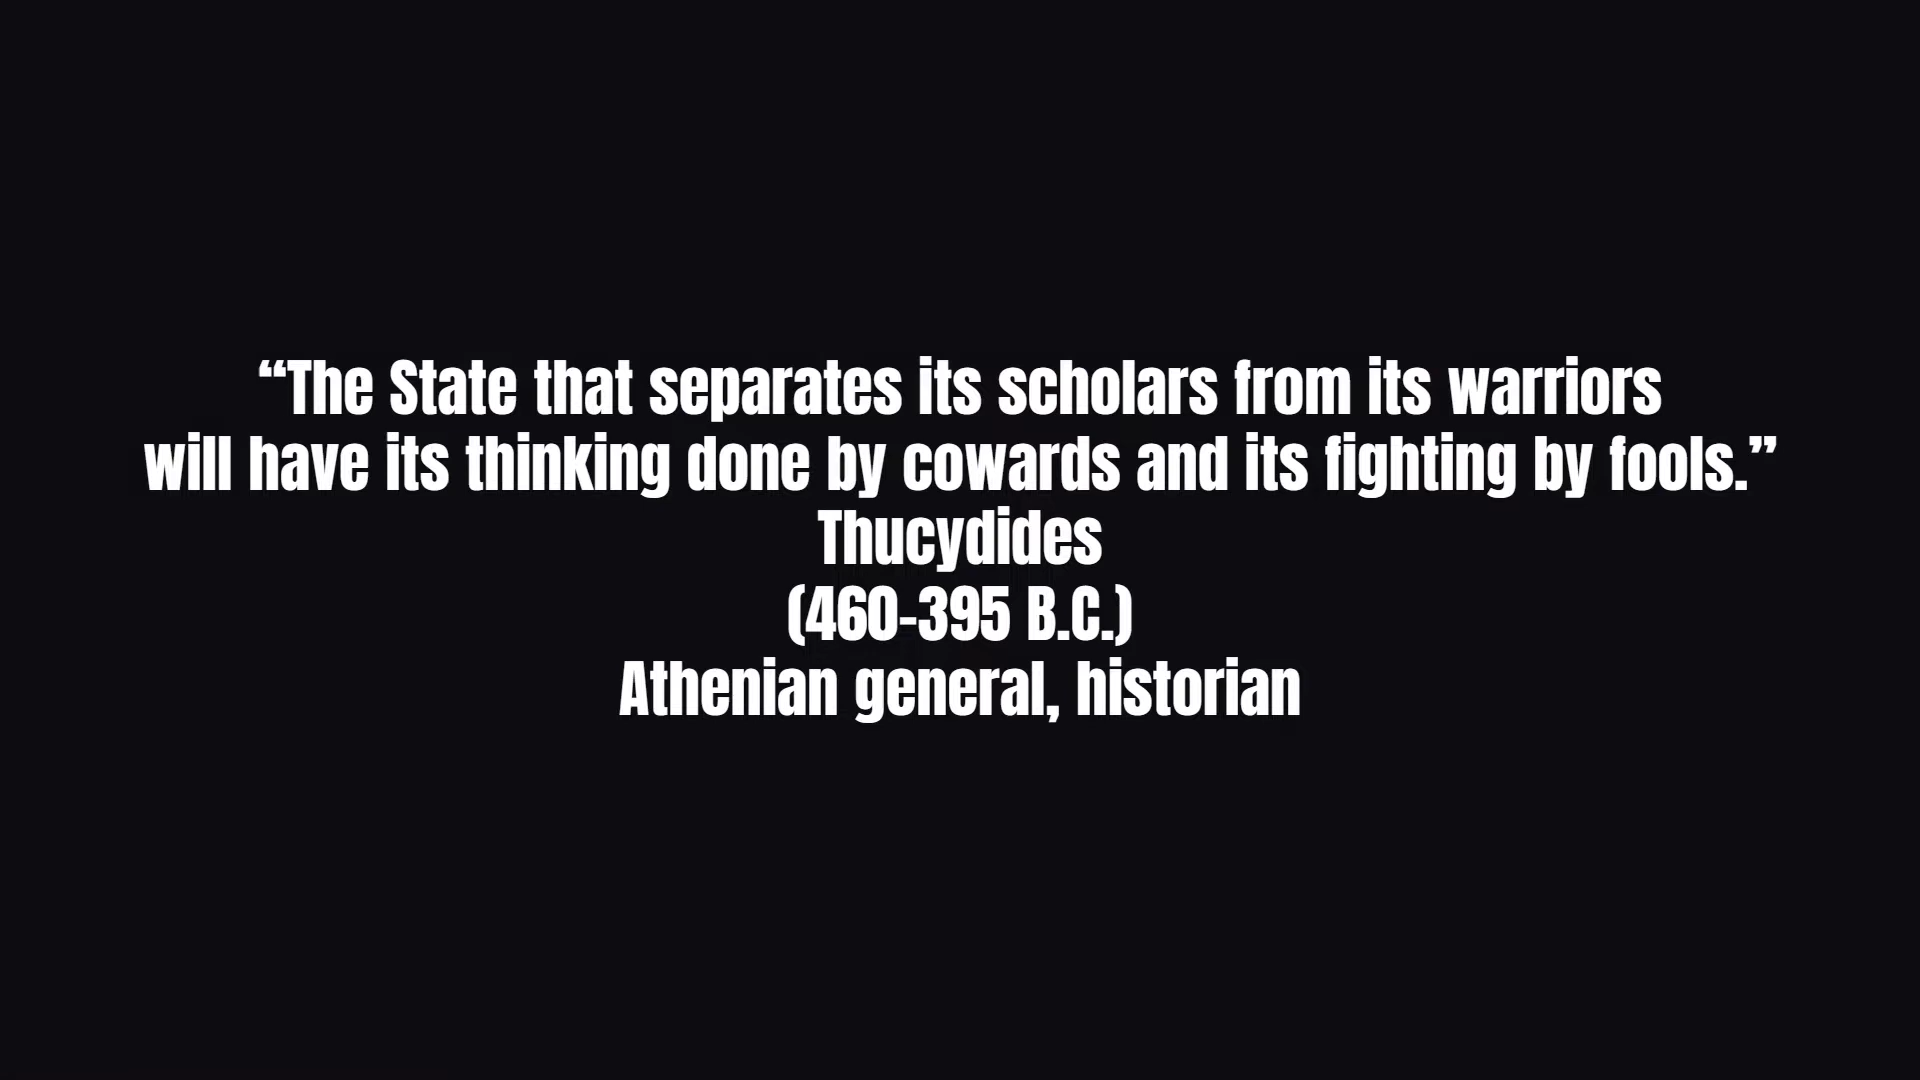 “The State that separates its scholars from its warriors
will have its thinking done by cowards and its fighting by fools.”
Thucydides
(460-395 B.C.)
Athenian general, historian